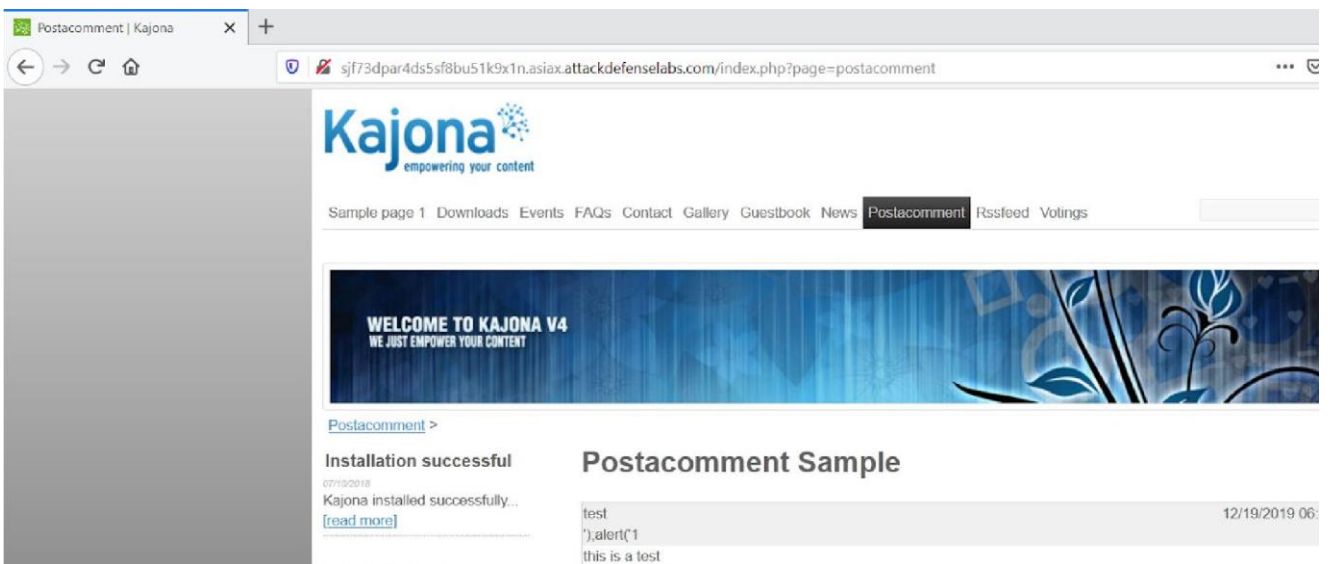 Postacomment | Kajona
sjf73dpar4ds5sf8bu51k9x1n.asiax.attackdefenselabs.com/index.php?page=postacomment
Kajona
empowering your content
Sample page 1 Downloads Events FAQs Contact Gallery Guestbook News Postacomment Rssfeed Votings
WELCOME TO KAJONA V4
WE JUST EMPOWER YOUR CONTENT
Postacomment >
Installation successful
07/10/2018
Kajona installed successfully...
[read more]
Postacomment Sample
test 12/19/2019 06:
');alert('1
this is a test